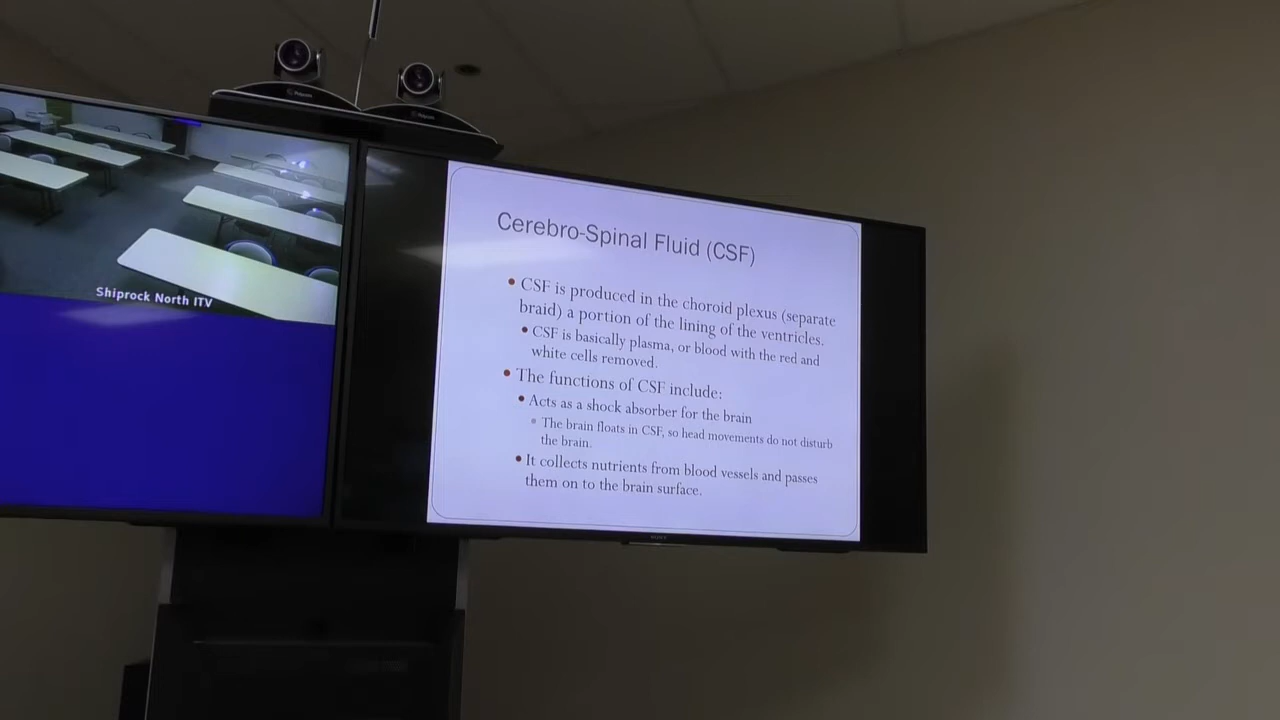 Polycom
Polycom
Shiprock North ITV
Cerebro-Spinal Fluid (CSF)
CSF is produced in the choroid plexus (separate
braid) a portion of the lining of the ventricles.
CSF is basically plasma, or blood with the red and
white cells removed.
The functions of CSF include:
Acts as a shock absorber for the brain
The brain floats in CSF, so head movements do not disturb
the brain.
It collects nutrients from blood vessels and passes
them on to the brain surface.
SONY